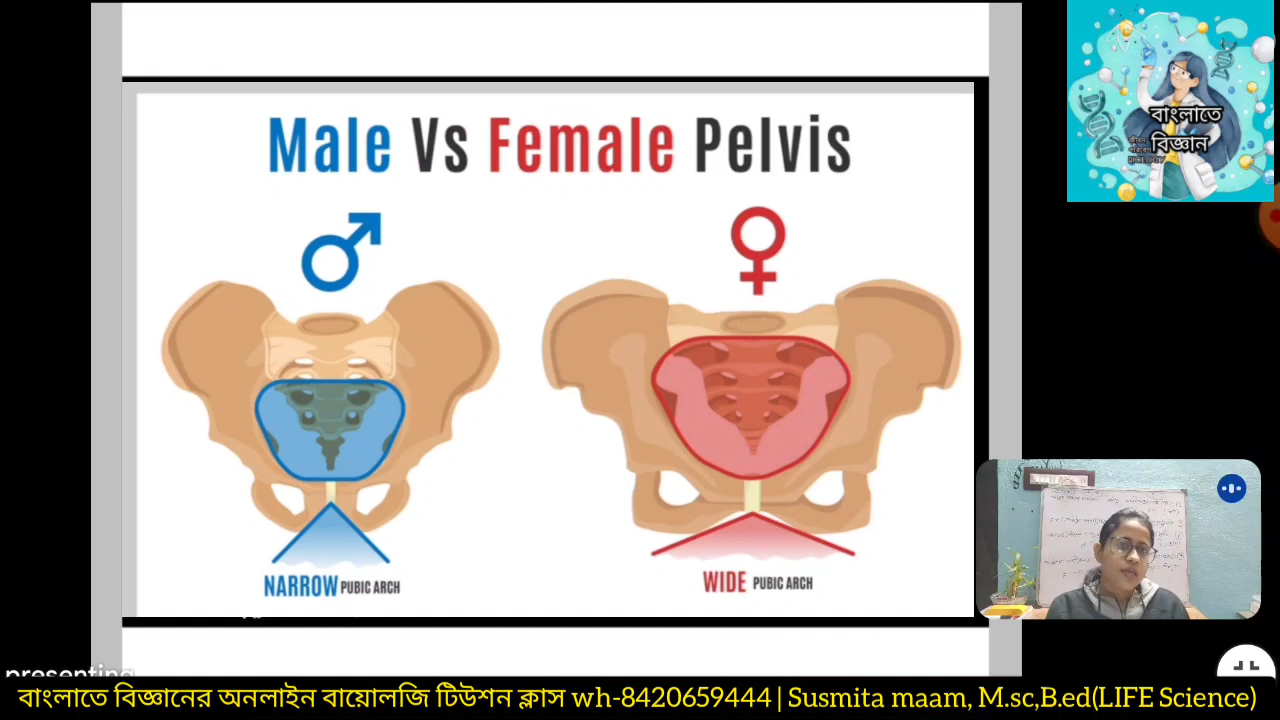 Male Vs Female Pelvis
NARROW PUBIC ARCH
WIDE PUBIC ARCH
বাংলাতে
বিজ্ঞান
presenting
বাংলাতে বিজ্ঞানের অনলাইন বায়োলজি টিউশন ক্লাস wh-8420659444 | Susmita maam, M.sc,B.ed(LIFE Science)